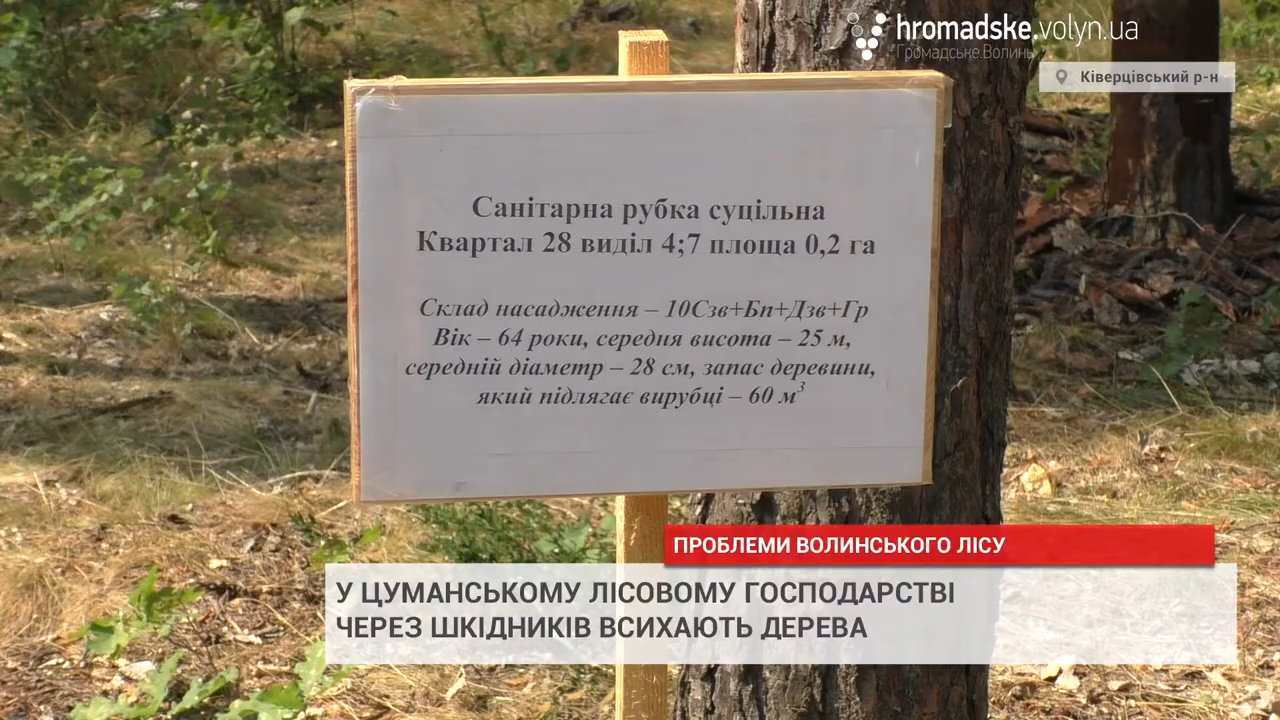 hromadske.volyn.ua
Громадське.Волинь
Ківерцівський р-н
Санітарна рубка суцільна
Квартал 28 виділ 4;7 площа 0,2 га
Склад насадження – 10Сзв+Бп+Дзв+Гр
Вік – 64 роки, середня висота – 25 м,
середній діаметр – 28 см, запас деревини,
який підлягає вирубці – 60 м³
ПРОБЛЕМИ ВОЛИНСЬКОГО ЛІСУ
У ЦУМАНСЬКОМУ ЛІСОВОМУ ГОСПОДАРСТВІ
ЧЕРЕЗ ШКІДНИКІВ ВСИХАЮТЬ ДЕРЕВА